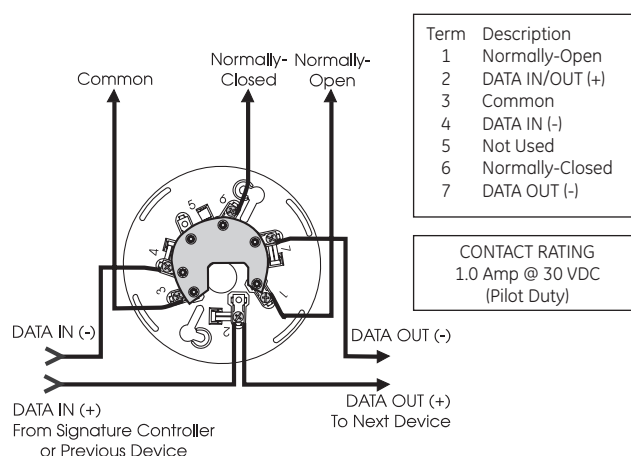 Common
Normally-
Closed
Normally-
Open
Term Description
1 Normally-Open
2 DATA IN/OUT (+)
3 Common
4 DATA IN (-)
5 Not Used
6 Normally-Closed
7 DATA OUT (-)
CONTACT RATING
1.0 Amp @ 30 VDC
(Pilot Duty)
5
6
4
7
3
1
2
DATA IN (-)
DATA OUT (-)
DATA IN (+)
From Signature Controller
or Previous Device
DATA OUT (+)
To Next Device